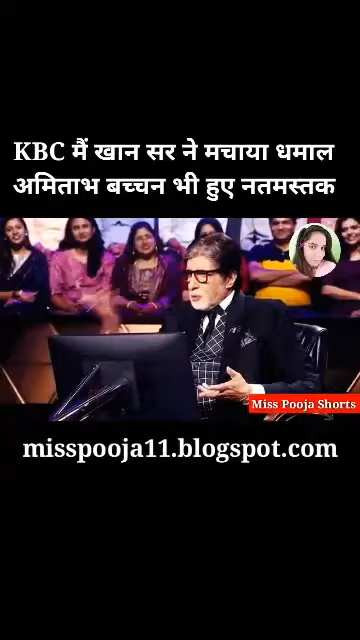 KBC मैं खान सर ने मचाया धमाल
अमिताभ बच्चन भी हुए नतमस्तक
Miss Pooja Shorts
misspooja11.blogspot.com